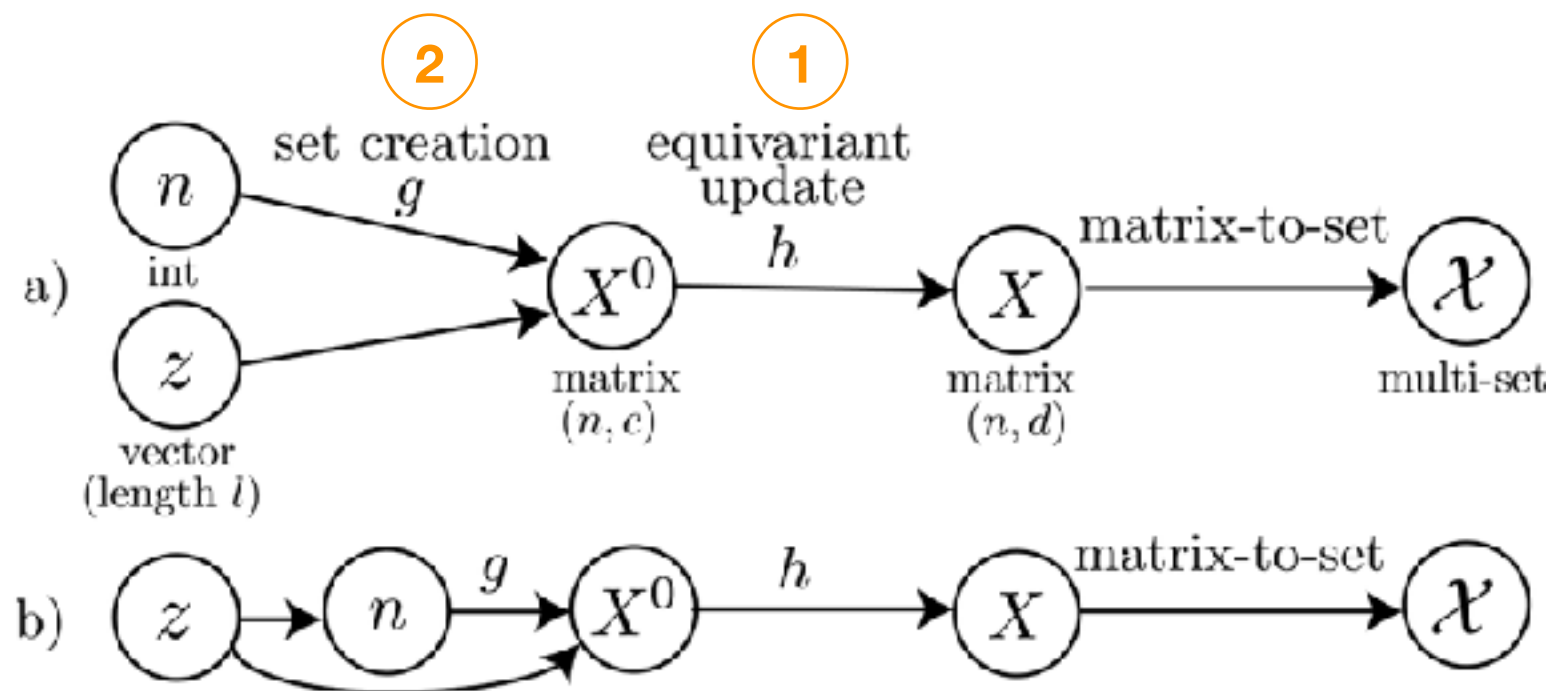 2
1
set creation
g
equivariant
update
h
matrix-to-set
a)
n
int
z
vector
(length l)
X⁰
matrix
(n, c)
X
matrix
(n, d)
𝒳
multi-set
b)
z
n
g
X⁰
h
X
matrix-to-set
𝒳